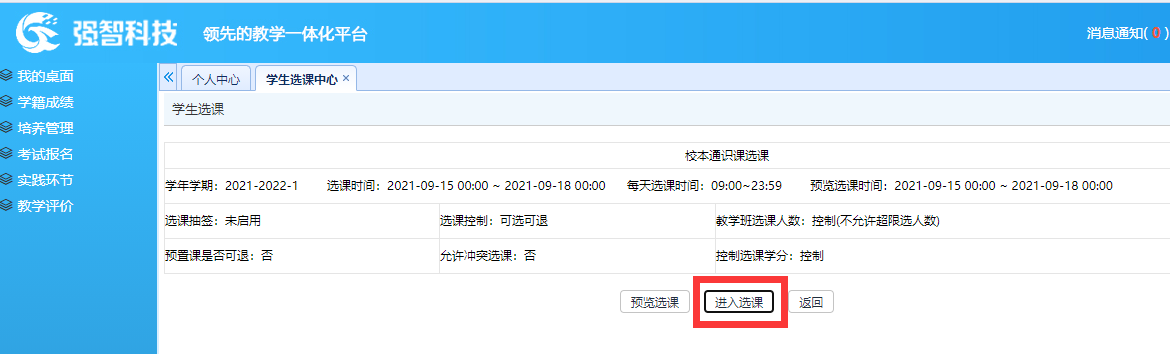 强智科技 领先的教学一体化平台 消息通知( 0 )
我的桌面
学籍成绩
培养管理
考试报名
实践环节
教学评价
个人中心 学生选课中心 ×
学生选课
校本通识课选课
学年学期：2021-2022-1 选课时间：2021-09-15 00:00 ~ 2021-09-18 00:00 每天选课时间：09:00~23:59 预览选课时间：2021-09-15 00:00 ~ 2021-09-18 00:00
选课抽签：未启用 选课控制：可选可退 教学班选课人数：控制(不允许超限选人数)
预置课是否可退：否 允许冲突选课：否 控制选课学分：控制
预览选课 进入选课 返回